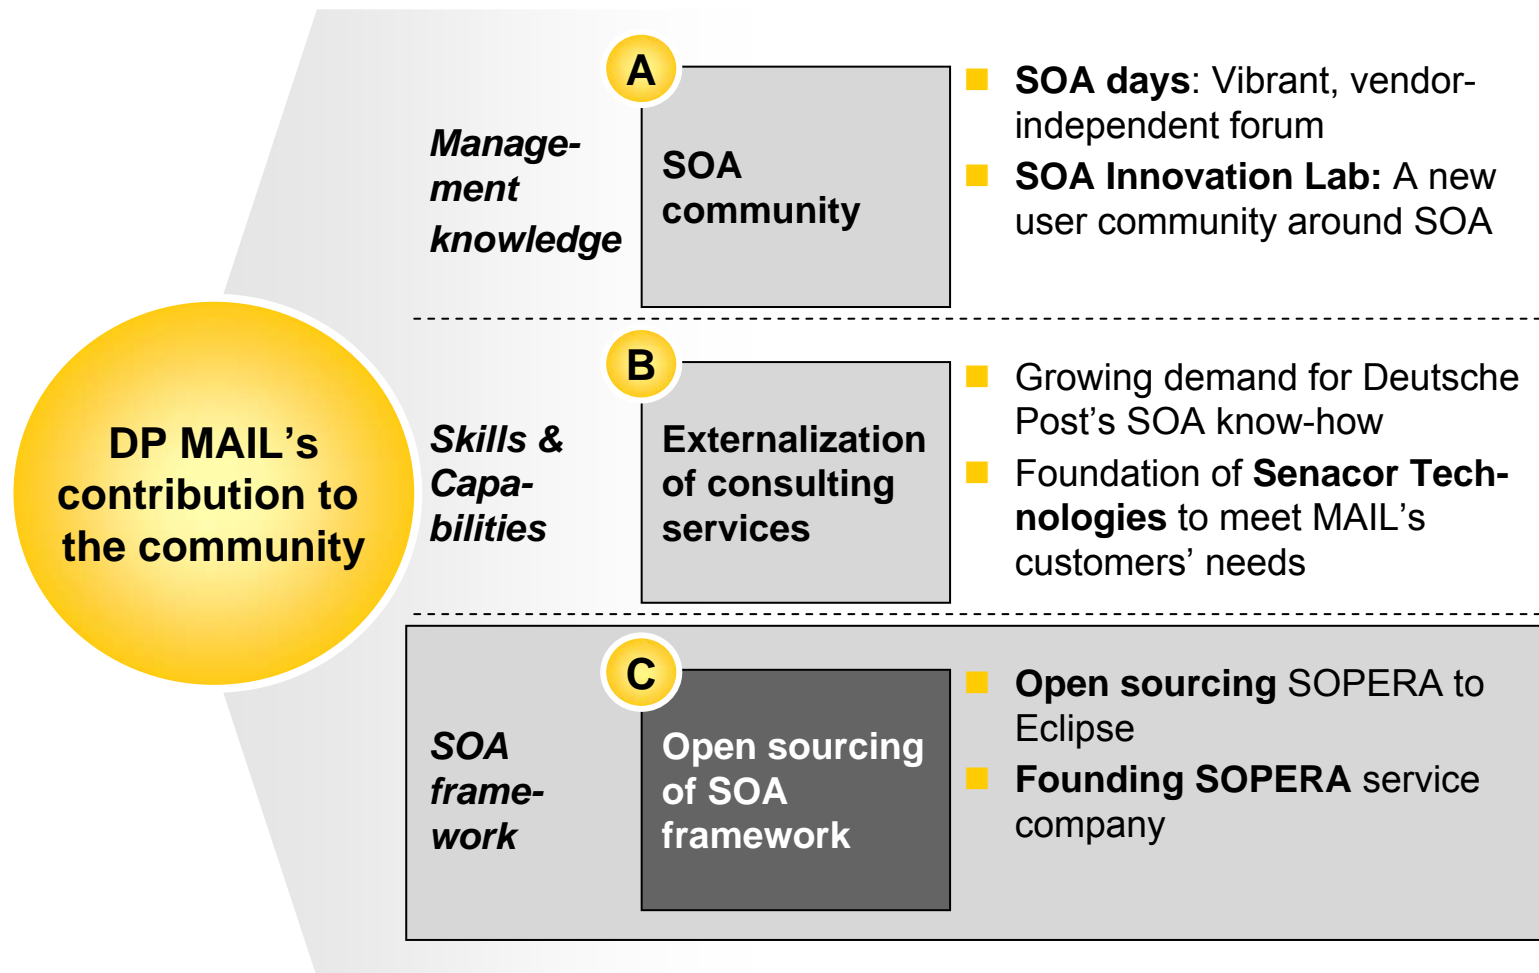 DP MAIL's
contribution to
the community
A
Manage-
ment
knowledge
SOA
community
SOA days: Vibrant, vendor-
independent forum
SOA Innovation Lab: A new
user community around SOA
B
Skills &
Capa-
bilities
Externalization
of consulting
services
Growing demand for Deutsche
Post's SOA know-how
Foundation of Senacor Tech-
nologies to meet MAIL's
customers' needs
C
SOA
frame-
work
Open sourcing
of SOA
framework
Open sourcing SOPERA to
Eclipse
Founding SOPERA service
company